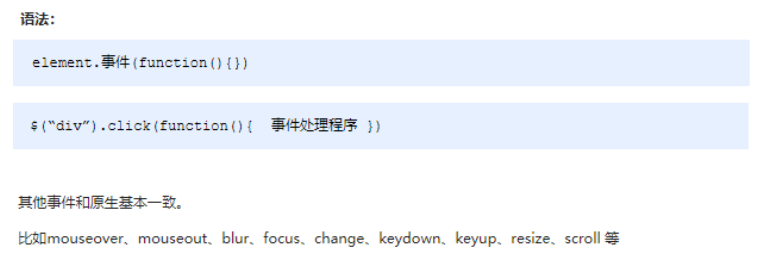 语法：
element.事件(function(){})
$(“div”).click(function(){  事件处理程序 })
其他事件和原生基本一致。
比如mouseover、mouseout、blur、focus、change、keydown、keyup、resize、scroll 等